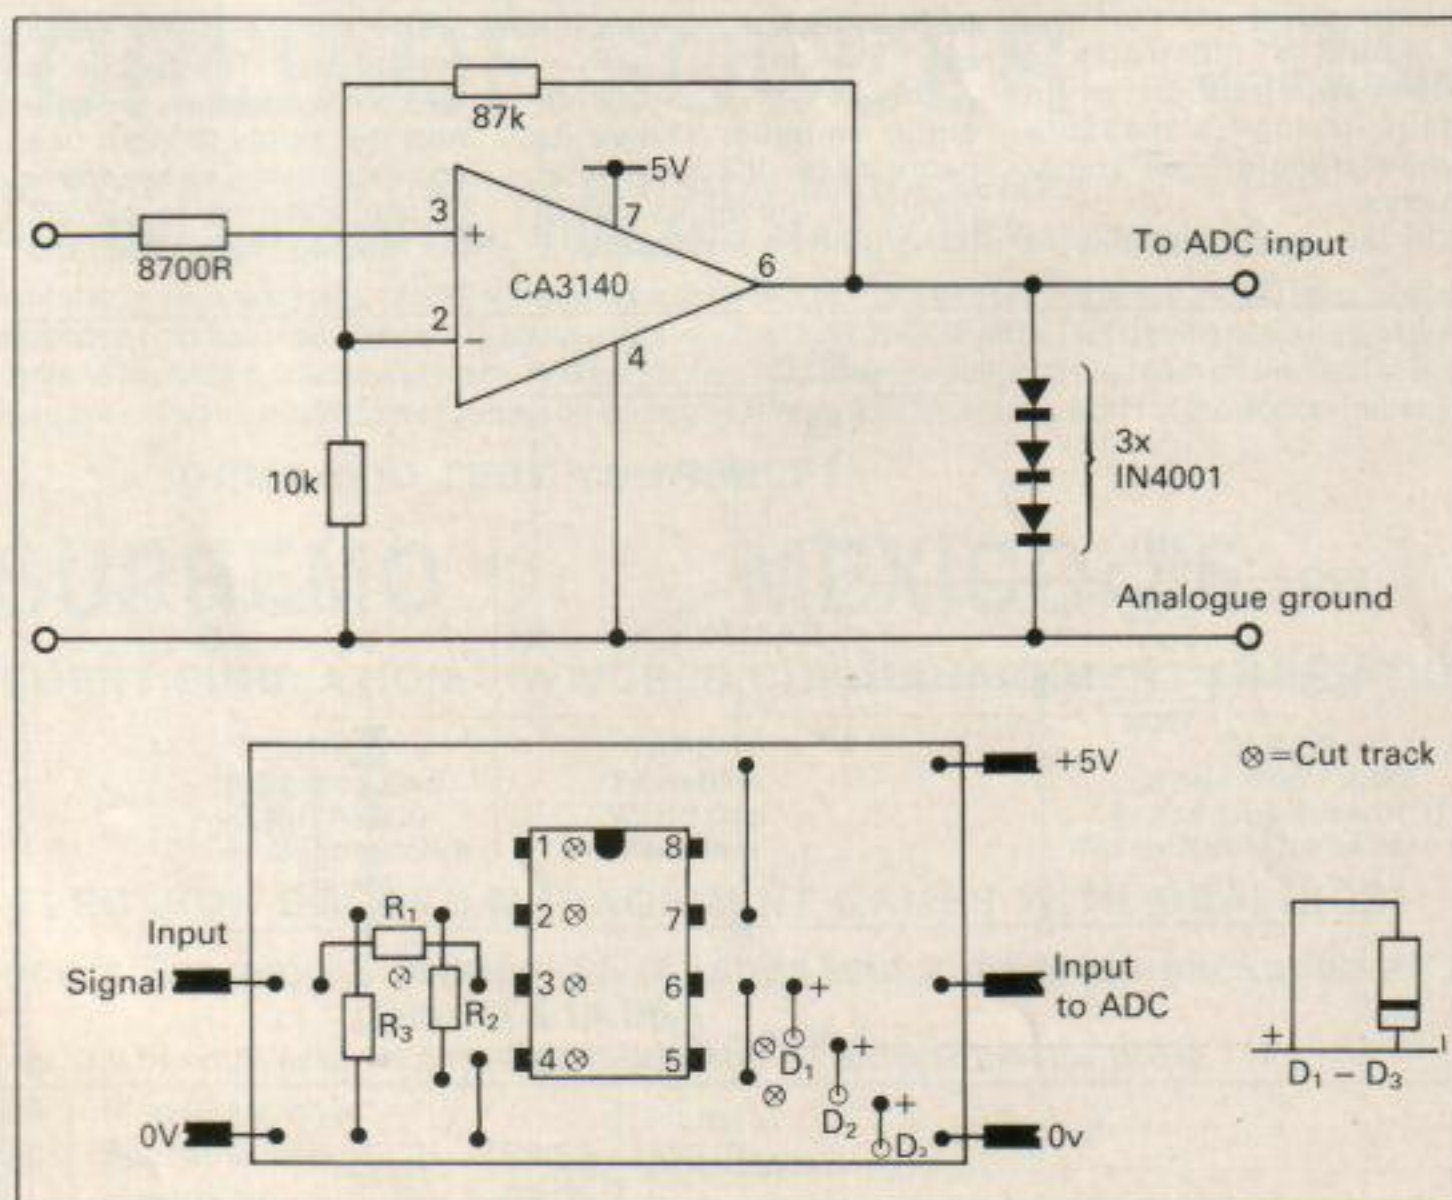 87k
5V
3
+
7
8700R
CA3140
6
To ADC input
2
-
4
10k
3x
IN4001
Analogue ground
+5V
⊗=Cut track
1 ⊗ 8
R₁
2 ⊗ 7
Input
Signal
⊗
3 ⊗ 6
+
Input
to ADC
R₃
R₂
4 ⊗ 5
⊗
D₁
+
⊗
D₂
+
D₁ – D₃
+
0V
D
0v